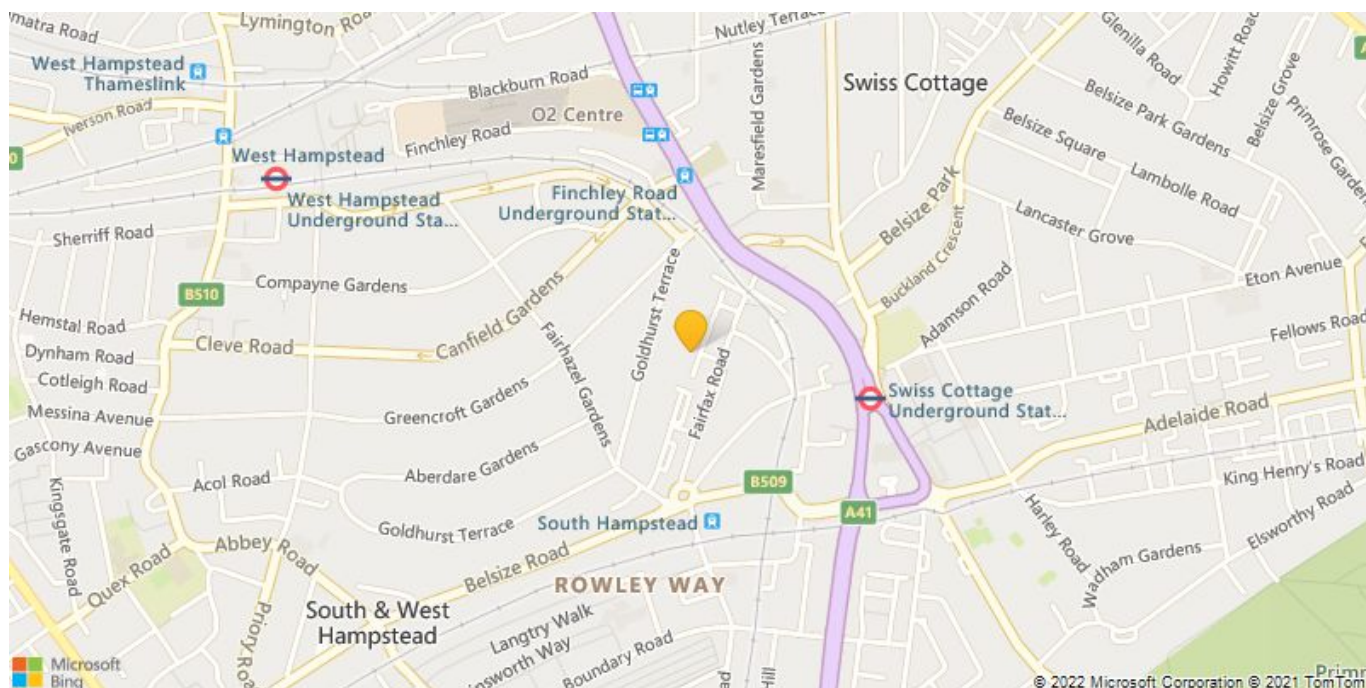 matra Road
Lymington Roa
Nutley Terrace
West Hampstead
Thameslink
Blackburn Road
Maresfield Gardens
Swiss Cottage
Glenilla Road
Howitt Road
Belsize Grove
Belsize Park Gardens
Primrose Garden
Iverson Road
O2 Centre
Finchley Road
Belsize Square
Lambolle Road
West Hampstead
West Hampstead
Underground Sta...
Finchley Road
Underground Stat...
Belsize Park
Lancaster Grove
Buckland Crescent
Sherriff Road
Compayne Gardens
B510
Eton Avenue
Adamson Road
Fellows Road
Hemstal Road
Cleve Road
Canfield Gardens
Goldhurst Terrace
Fairhazel Gardens
Fairfax Road
Dynham Road
Cotleigh Road
Messina Avenue
Greencroft Gardens
Swiss Cottage
Underground Stat...
Adelaide Road
Gascony Avenue
Aberdare Gardens
Acol Road
Kingsgate Road
B509
King Henry's Road
A41
Goldhurst Terrace
South Hampstead
Harley Road
Elsworthy Road
Wadham Gardens
Abbey Road
Quex Road
Belsize Road
ROWLEY WAY
Priory Roa
South & West
Hampstead
Langtry Walk
insworth Way
Boundary Road
Microsoft
Bing
© 2022 Microsoft Corporation © 2021 TomTom